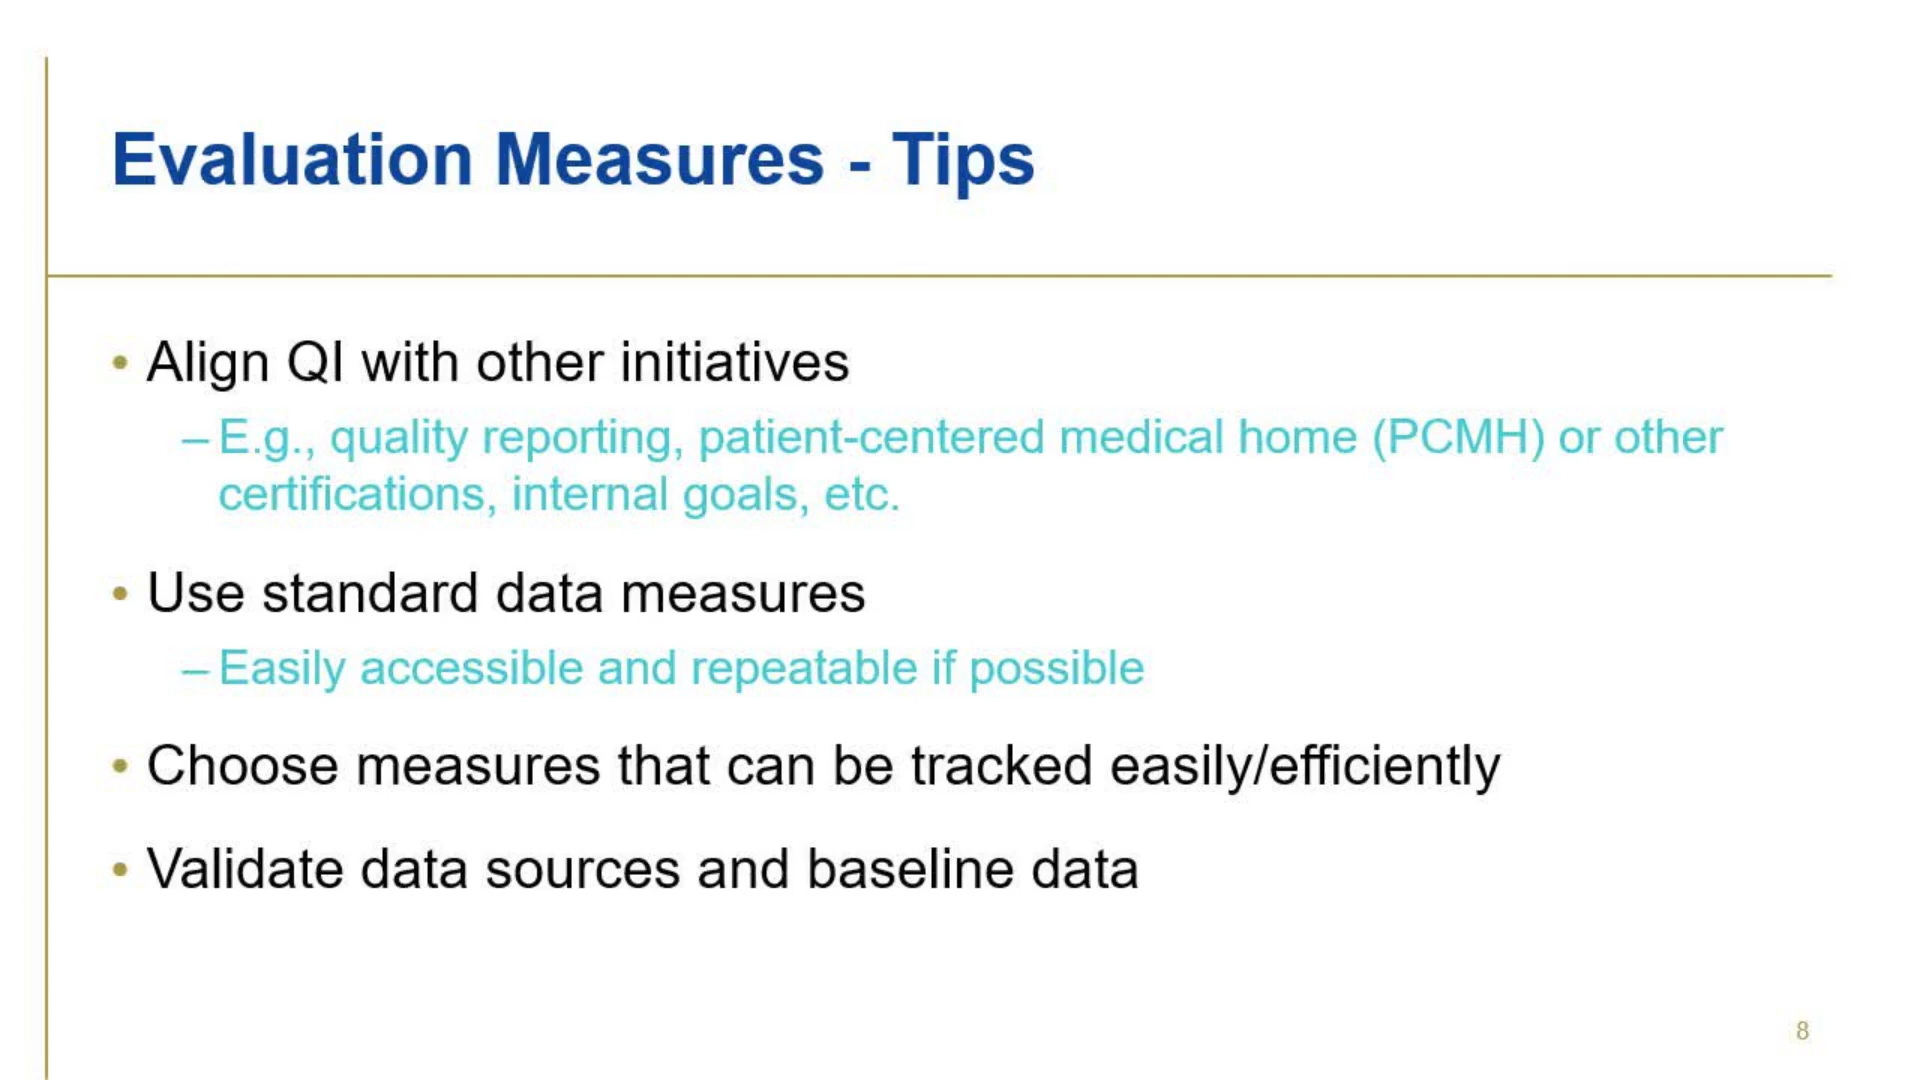 Evaluation Measures - Tips
• Align QI with other initiatives
– E.g., quality reporting, patient-centered medical home (PCMH) or other
certifications, internal goals, etc.
• Use standard data measures
– Easily accessible and repeatable if possible
• Choose measures that can be tracked easily/efficiently
• Validate data sources and baseline data
8